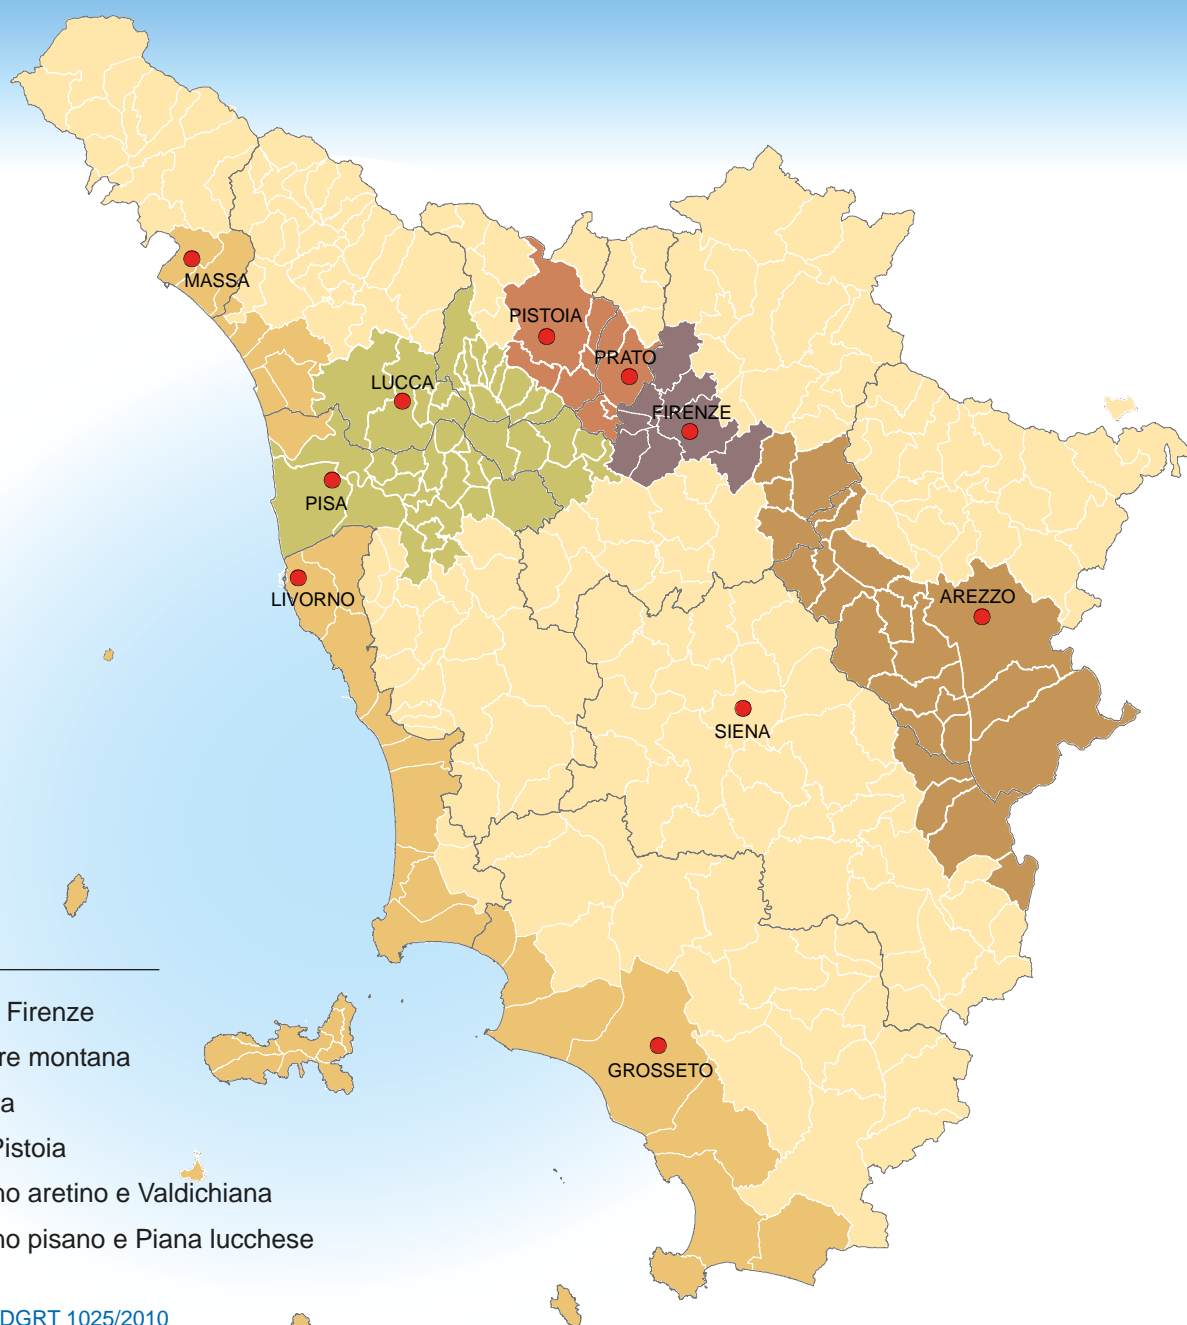 MASSA
PISTOIA
PRATO
LUCCA
FIRENZE
PISA
LIVORNO
AREZZO
SIENA
Firenze
re montana
a
GROSSETO
Pistoia
no aretino e Valdichiana
no pisano e Piana lucchese
DGRT 1025/2010